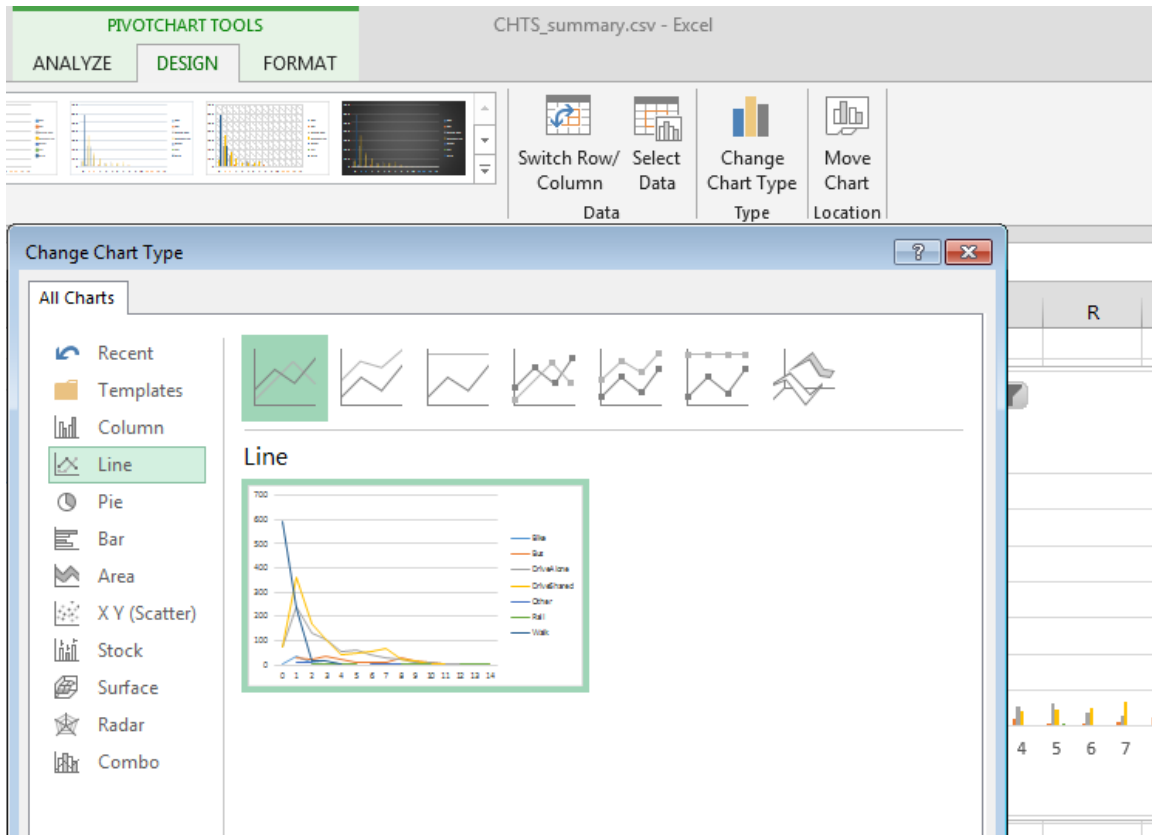 PIVOTCHART TOOLS
CHTS_summary.csv - Excel
ANALYZE DESIGN FORMAT
Switch Row/ Column
Select Data
Change Chart Type
Move Chart
Data Type Location
Change Chart Type
?
All Charts
R
Recent
Templates
Column
Line
Pie
Bar
Area
X Y (Scatter)
Stock
Surface
Radar
Combo
Line
700
600
500
400
300
200
100
0
0 1 2 3 4 5 6 7 8 9 10 11 12 13 14
Bike
Bus
DriveAlone
DriveShared
Other
Rail
Walk
4 5 6 7